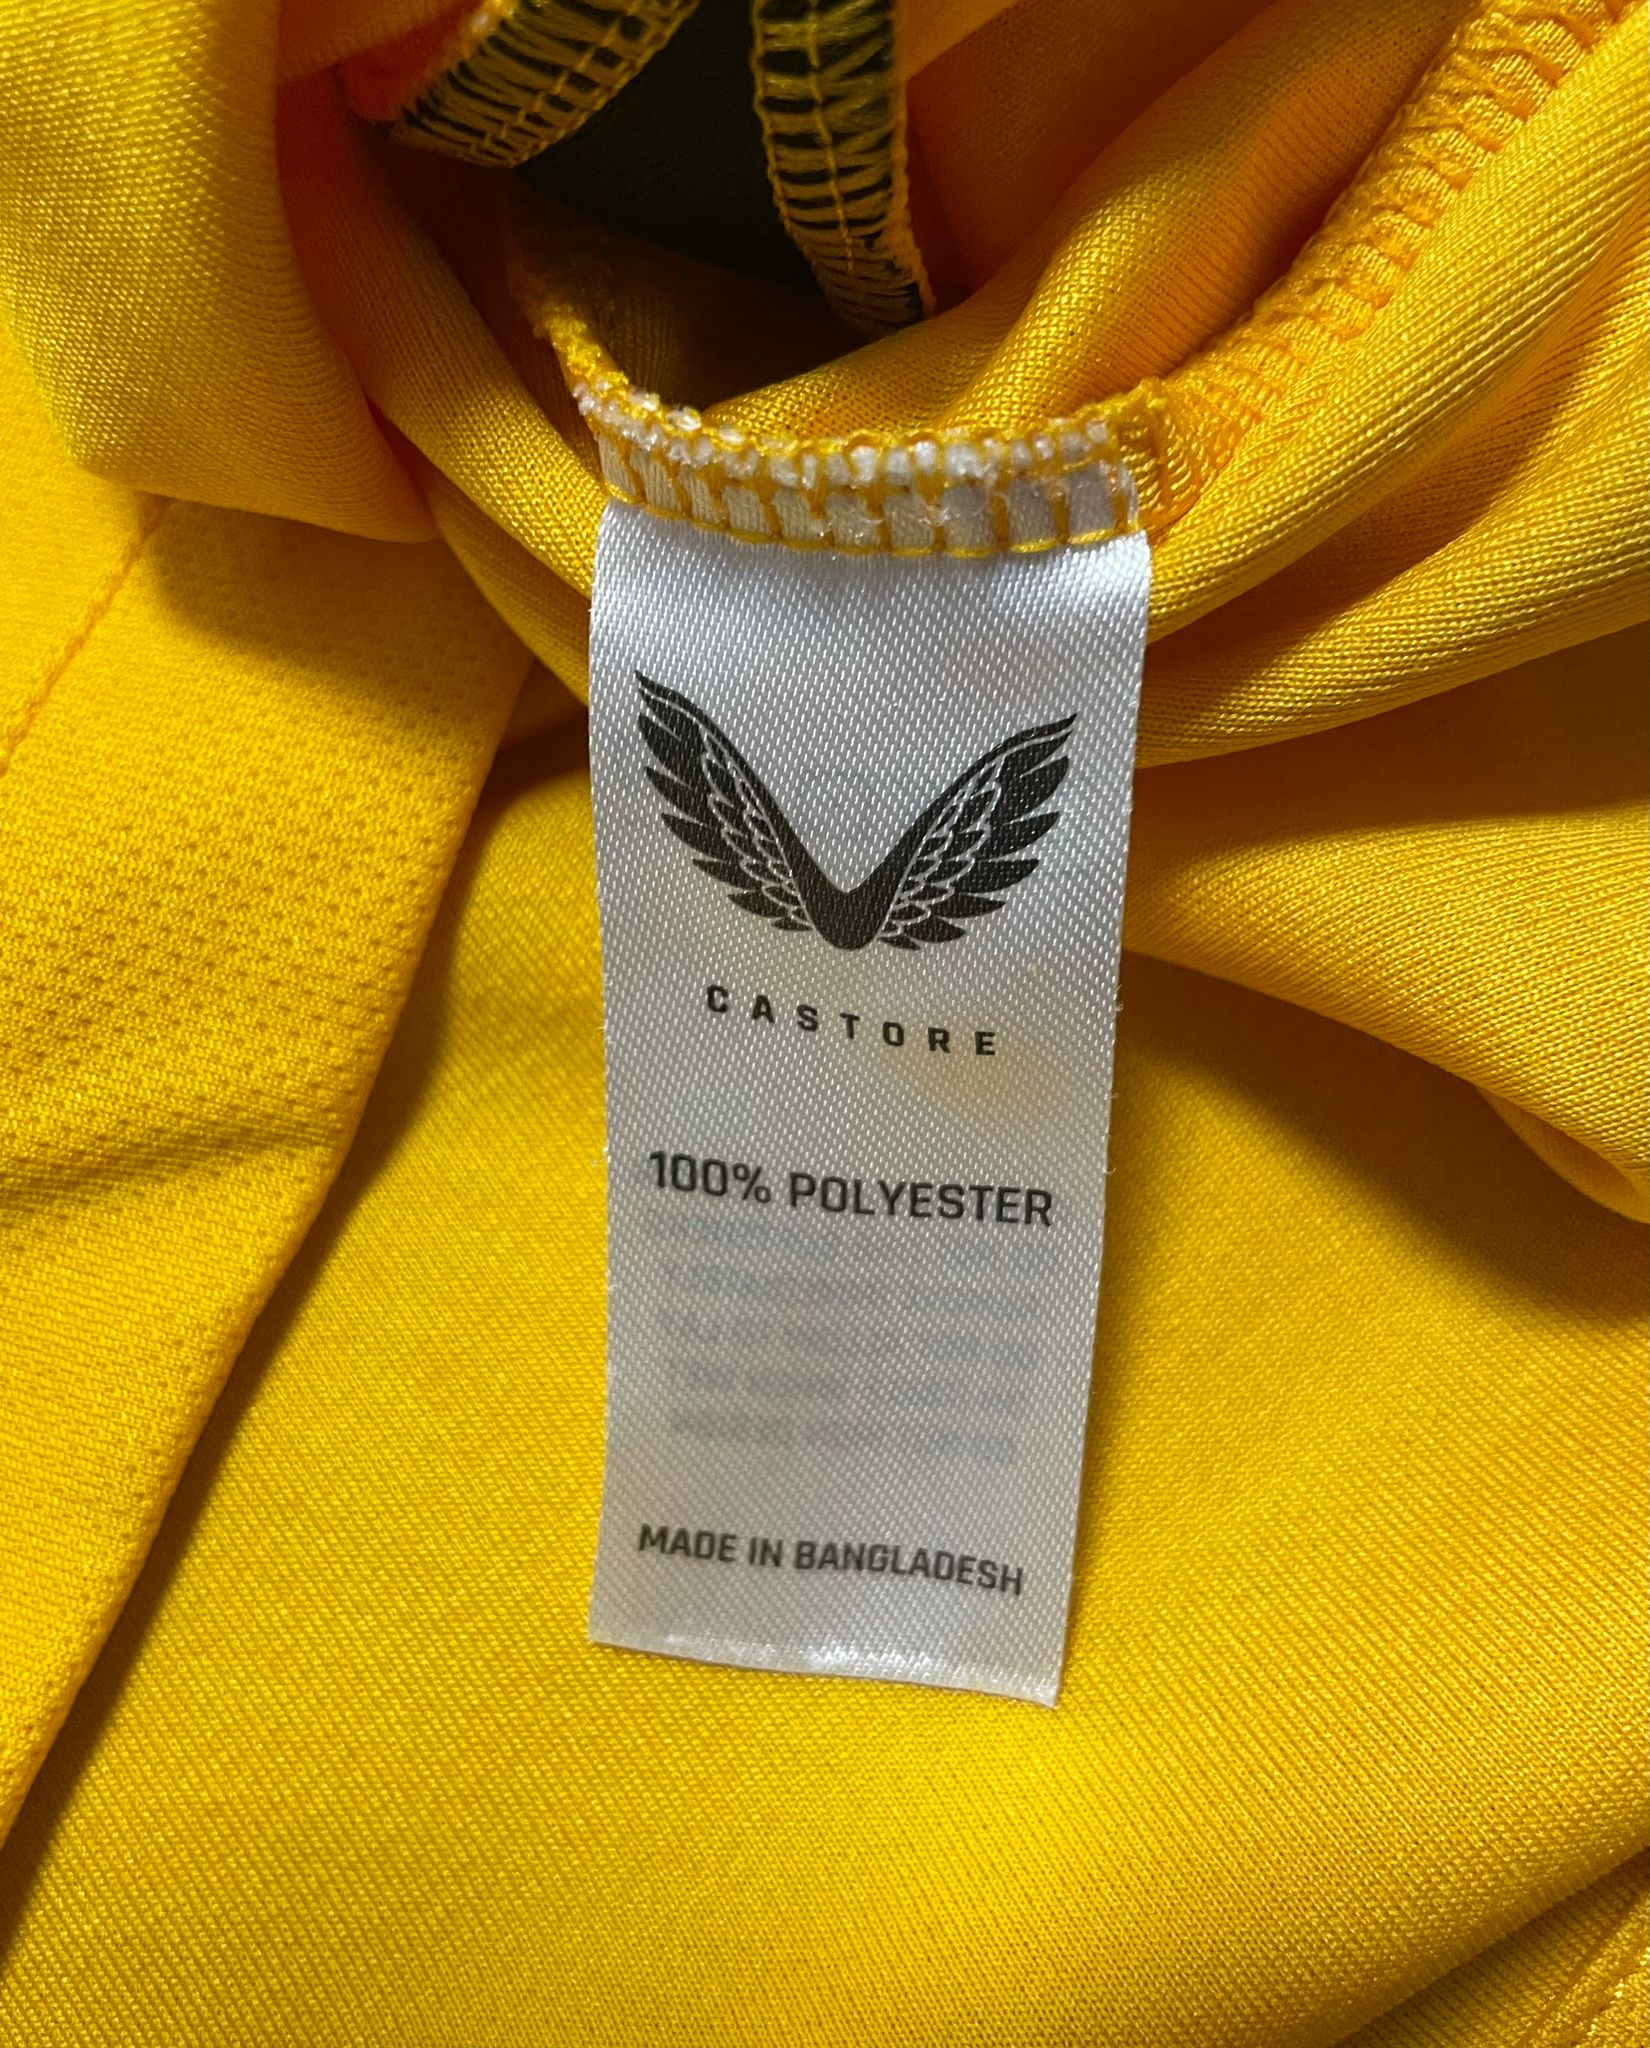 CASTORE
100% POLYESTER
MADE IN BANGLADESH